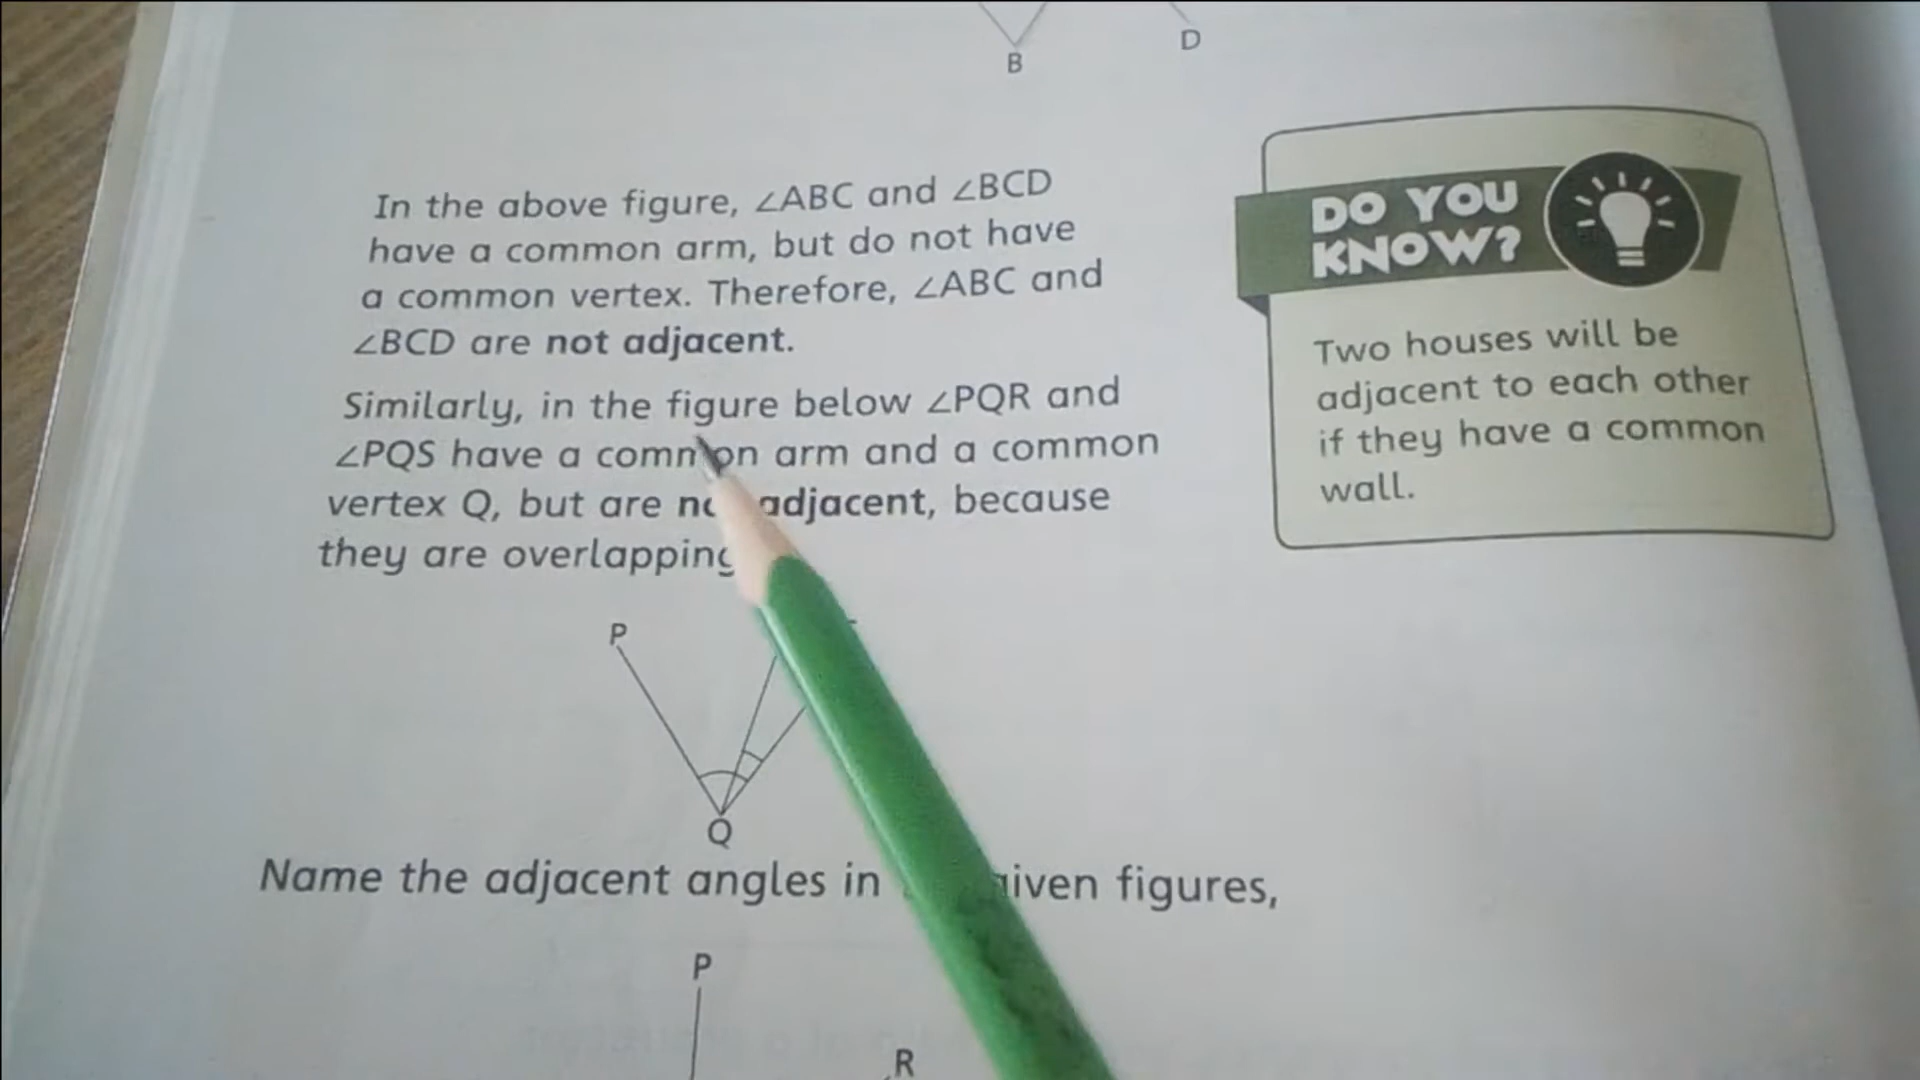 B
D
In the above figure, ∠ABC and ∠BCD
have a common arm, but do not have
a common vertex. Therefore, ∠ABC and
∠BCD are not adjacent.
Similarly, in the figure below ∠PQR and
∠PQS have a common arm and a common
vertex Q, but are adjacent, because
they are overlapping
P
Q
Name the adjacent angles in given figures,
P
R
DO YOU
KNOW?
Two houses will be
adjacent to each other
if they have a common
wall.